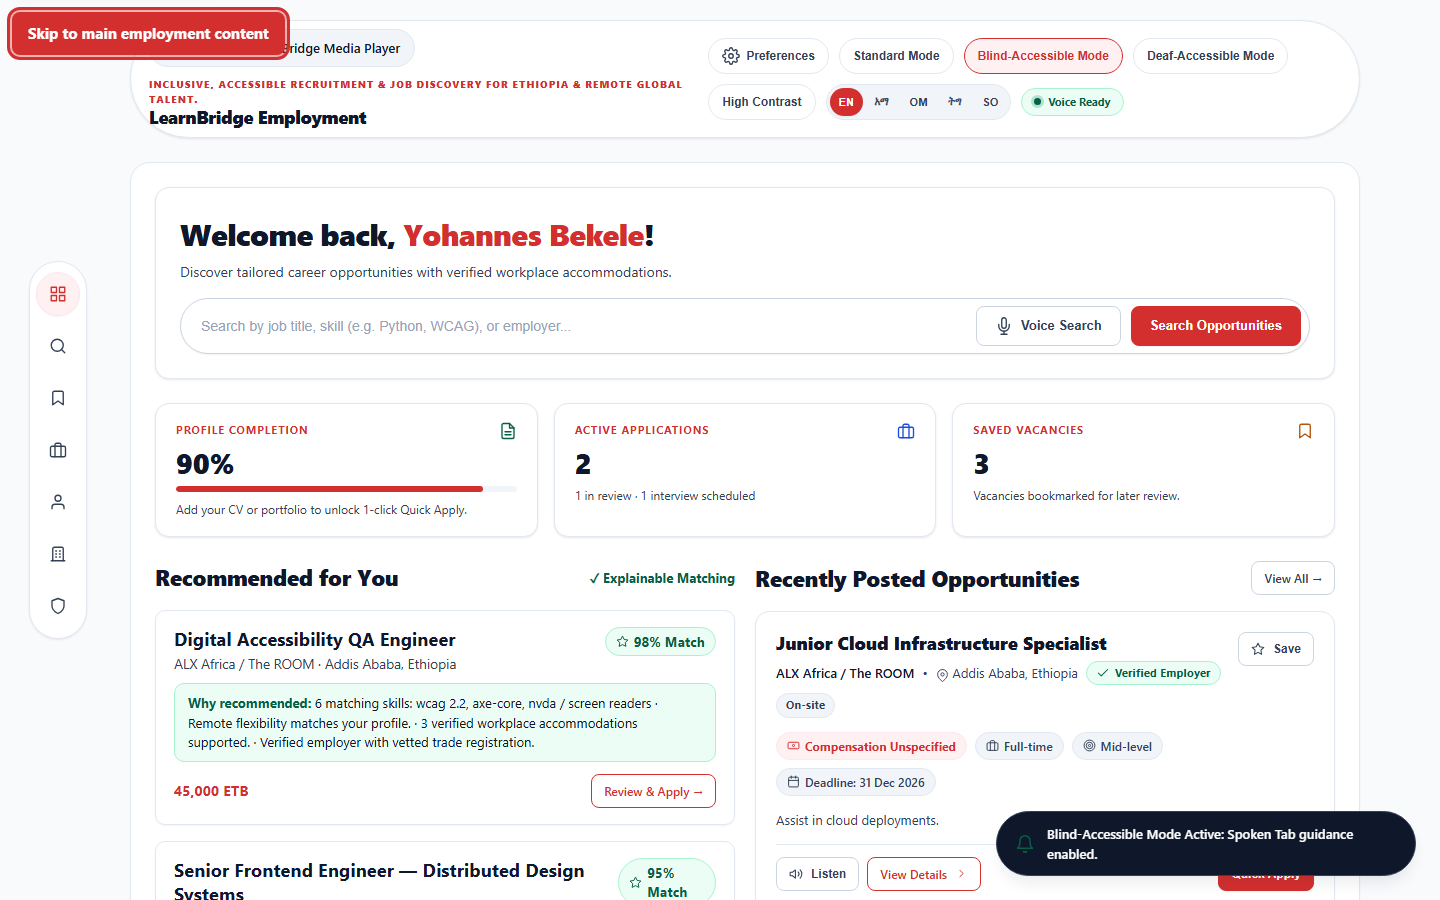 Skip to main employment content
Bridge Media Player
INCLUSIVE, ACCESSIBLE RECRUITMENT & JOB DISCOVERY FOR ETHIOPIA & REMOTE GLOBAL
TALENT.
LearnBridge Employment
Preferences
Standard Mode
Blind-Accessible Mode
Deaf-Accessible Mode
High Contrast
EN
አማ
OM
ትግ
SO
Voice Ready
Welcome back, Yohannes Bekele!
Discover tailored career opportunities with verified workplace accommodations.
Search by job title, skill (e.g. Python, WCAG), or employer...
Voice Search
Search Opportunities
PROFILE COMPLETION
90%
Add your CV or portfolio to unlock 1-click Quick Apply.
ACTIVE APPLICATIONS
2
1 in review · 1 interview scheduled
SAVED VACANCIES
3
Vacancies bookmarked for later review.
Recommended for You
✓ Explainable Matching
Digital Accessibility QA Engineer
98% Match
ALX Africa / The ROOM · Addis Ababa, Ethiopia
Why recommended: 6 matching skills: wcag 2.2, axe-core, nvda / screen readers ·
Remote flexibility matches your profile. · 3 verified workplace accommodations
supported. · Verified employer with vetted trade registration.
45,000 ETB
Review & Apply →
Senior Frontend Engineer — Distributed Design
Systems
95%
Match
Recently Posted Opportunities
View All →
Junior Cloud Infrastructure Specialist
Save
ALX Africa / The ROOM • Addis Ababa, Ethiopia
Verified Employer
On-site
Compensation Unspecified
Full-time
Mid-level
Deadline: 31 Dec 2026
Assist in cloud deployments.
Listen
View Details
Quick Apply
Blind-Accessible Mode Active: Spoken Tab guidance
enabled.